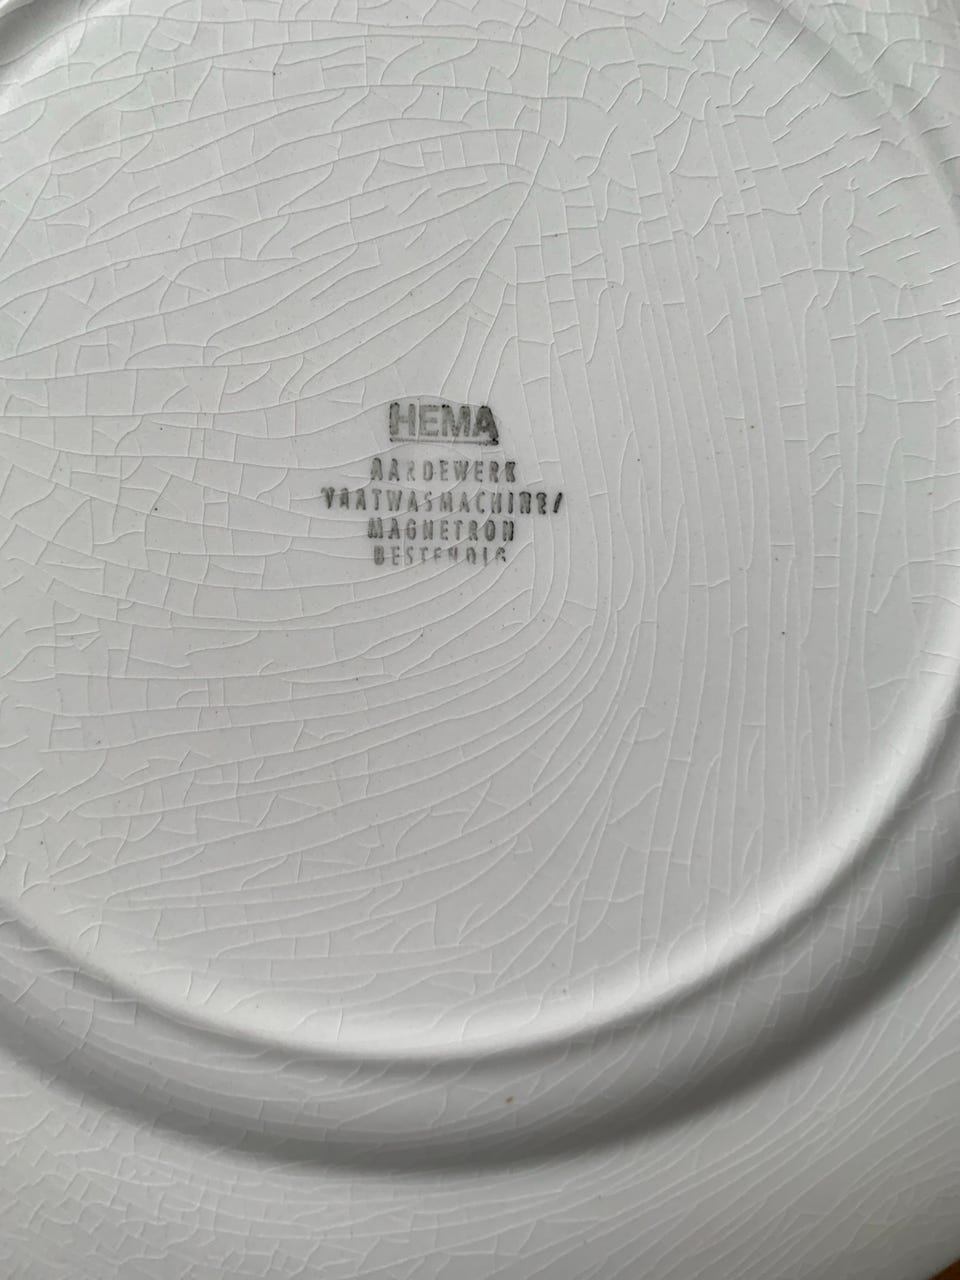 HEMA
AARDEWERK
VAATWASMACHINE/
MAGNETRON
BESTENDIG